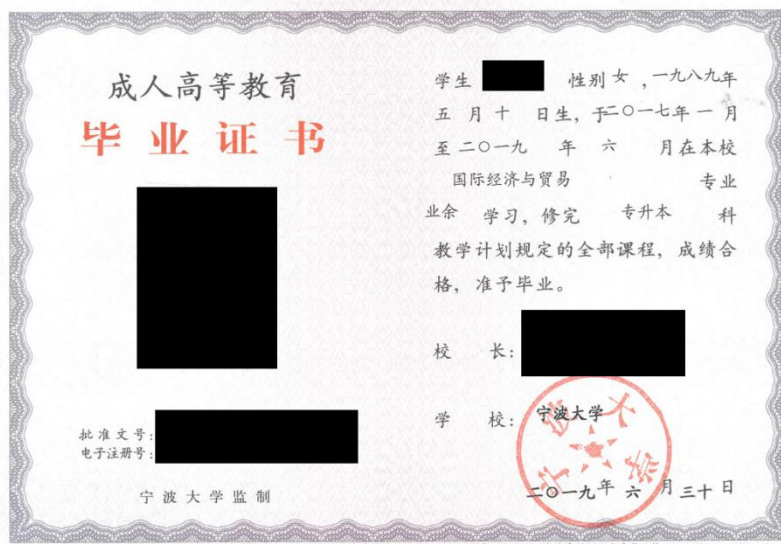 成人高等教育
毕业证书
批准文号：
电子注册号：
宁波大学监制
学生 性别 女 ，一九八九年
五 月 十 日生，于二〇一七年 一 月
至 二〇一九 年 六 月在本校
国际经济与贸易 专业
业余 学习，修完 专升本 科
教学计划规定的全部课程，成绩合
格，准予毕业。
校 长：
学 校：宁波大学
宁波大学
二〇一九年 六 月 三十 日